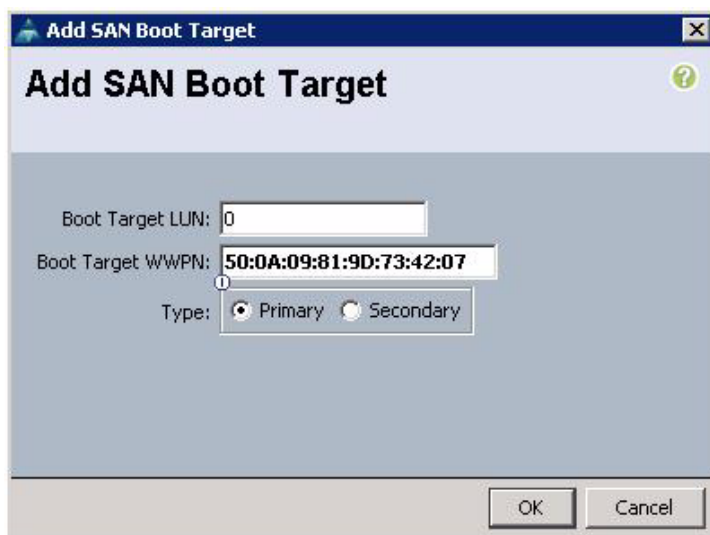 Add SAN Boot Target
Add SAN Boot Target
Boot Target LUN: 0
Boot Target WWPN: 50:0A:09:81:9D:73:42:07
Type: Primary Secondary
OK Cancel